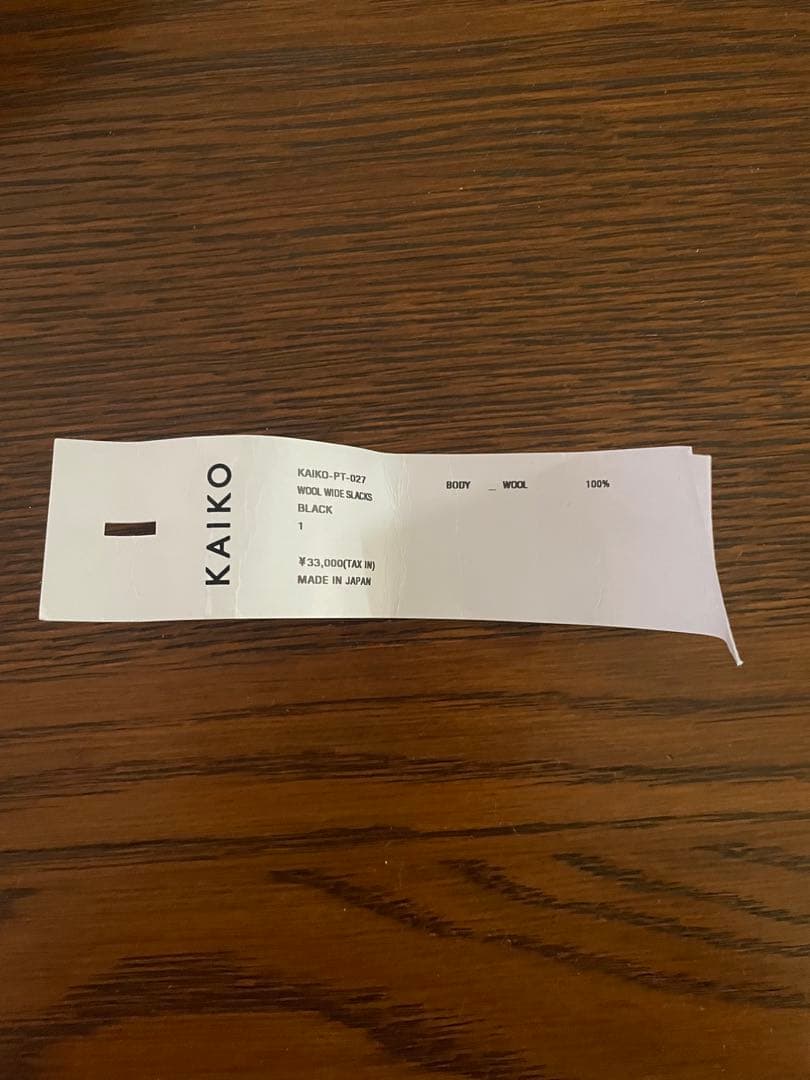 KAIKO
KAIKO-PT-027
WOOL WIDE SLACKS
BLACK
1
¥33,000(TAX IN)
MADE IN JAPAN
BODY _ WOOL 100%